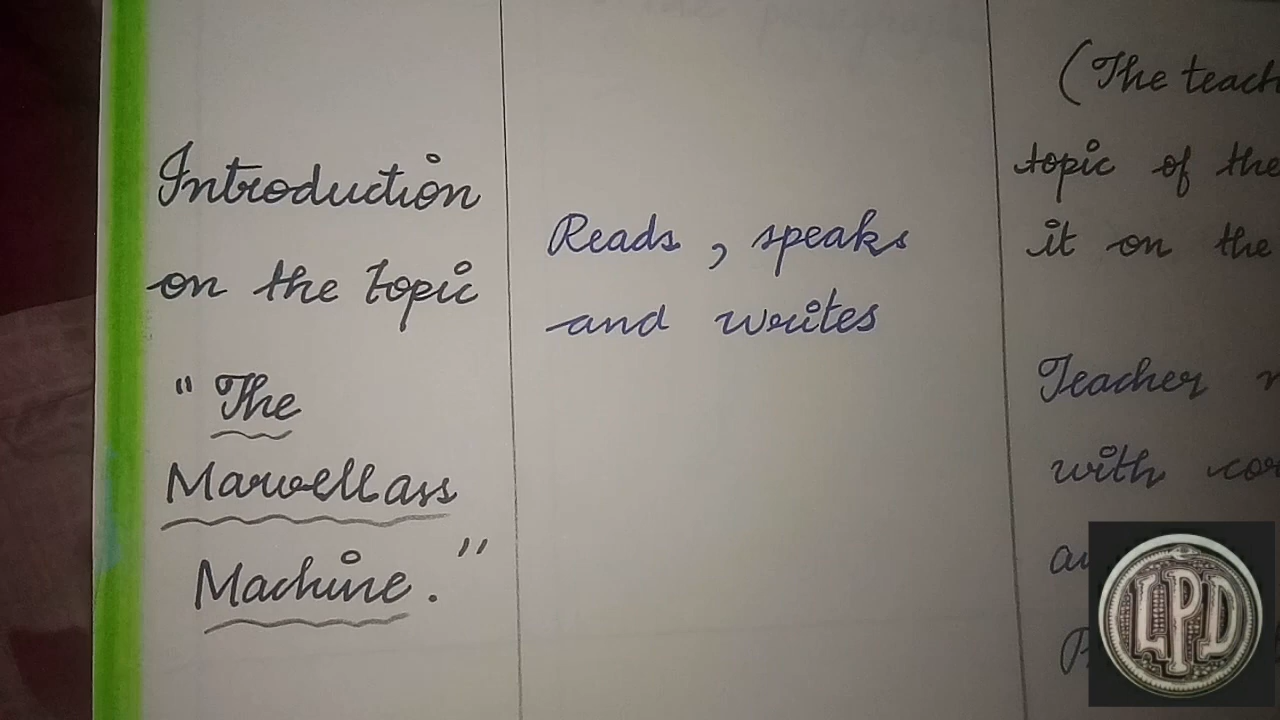 Introduction
on the topic
"The
Marvellass
Machine."
Reads, speaks
and writes
(The teach
topic of the
it on the
Teacher
with cor
LPD